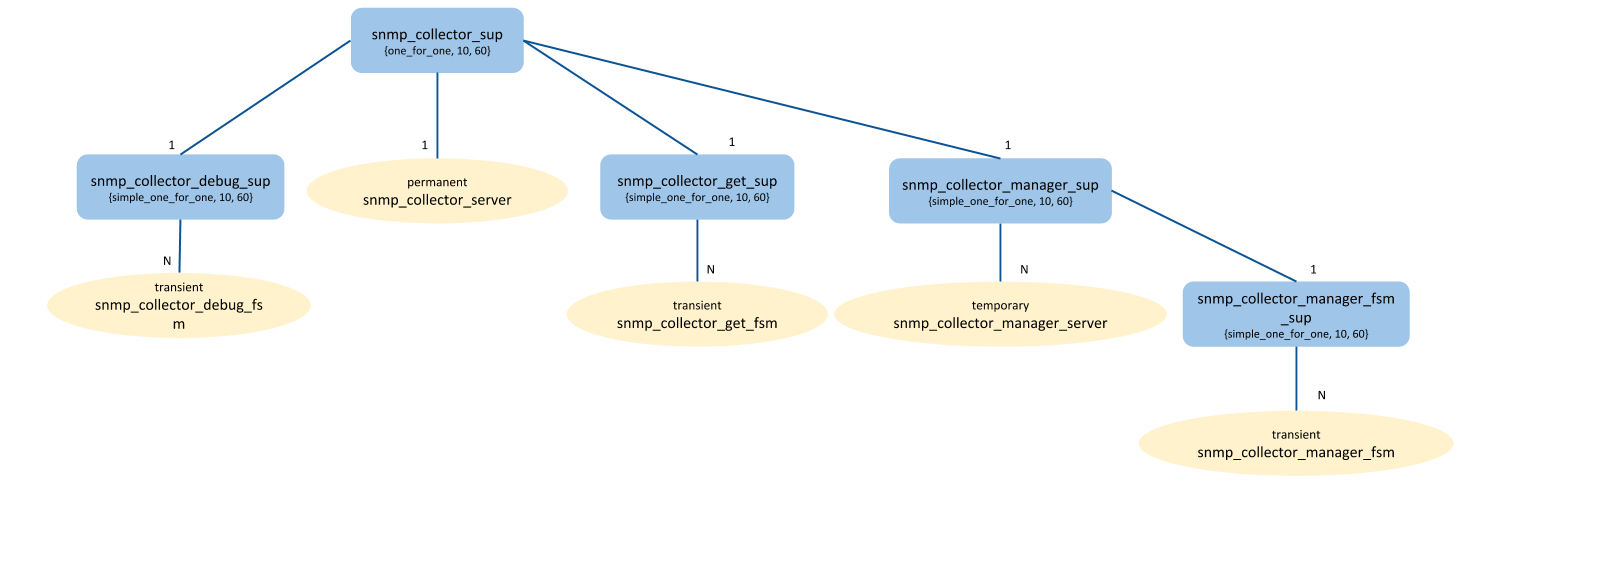 snmp_collector_sup
{one_for_one, 10, 60}
1
1
1
1
snmp_collector_debug_sup
{simple_one_for_one, 10, 60}
permanent
snmp_collector_server
snmp_collector_get_sup
{simple_one_for_one, 10, 60}
snmp_collector_manager_sup
{simple_one_for_one, 10, 60}
N
N
N
1
transient
snmp_collector_debug_fs
m
transient
snmp_collector_get_fsm
temporary
snmp_collector_manager_server
snmp_collector_manager_fsm
_sup
{simple_one_for_one, 10, 60}
N
transient
snmp_collector_manager_fsm